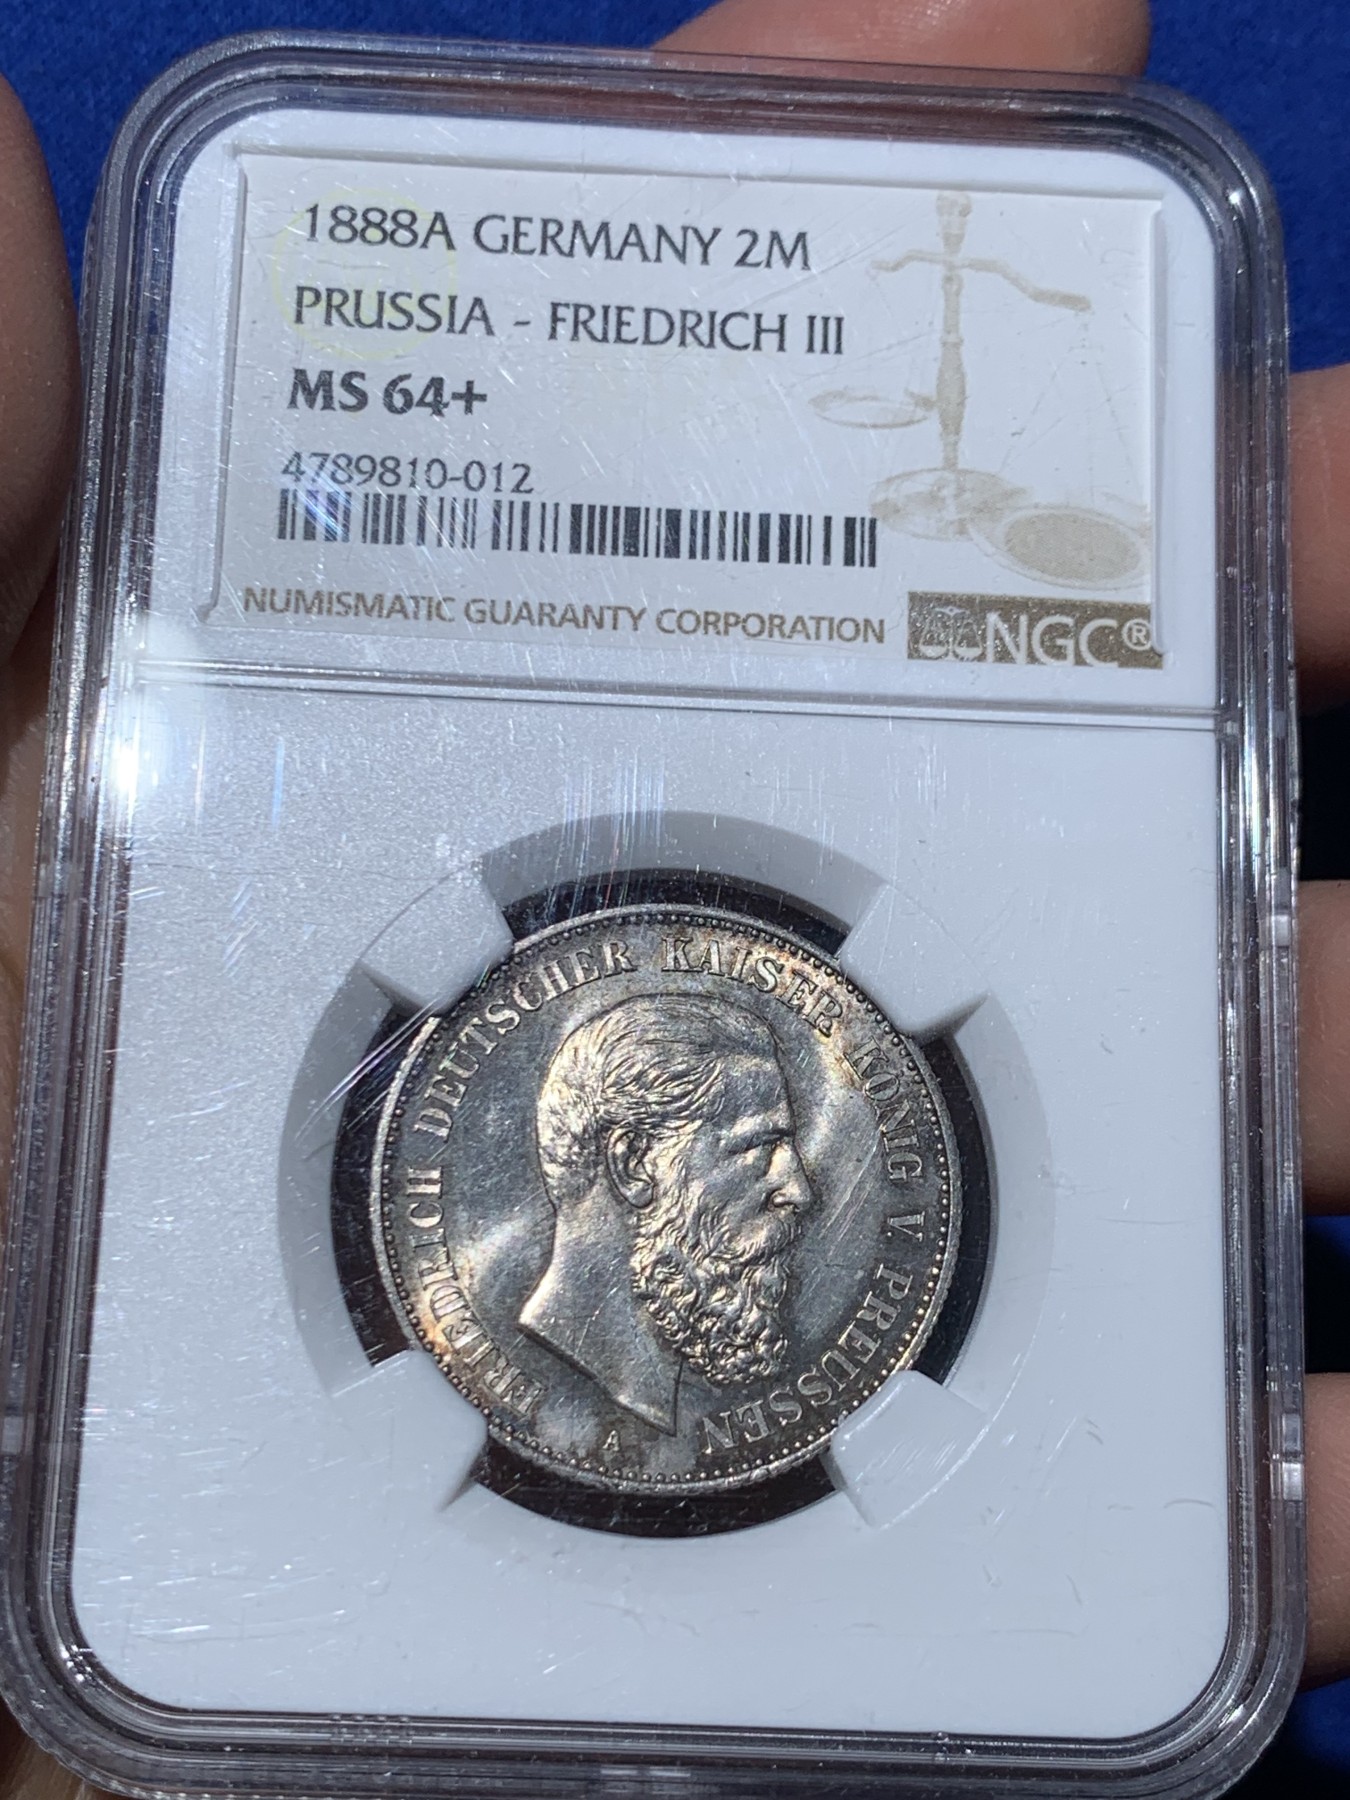 1888A GERMANY 2M
PRUSSIA - FRIEDRICH III
MS 64+
4789810-012
NUMISMATIC GUARANTY CORPORATION
NGC®
FRIEDRICH DEUTSCHER KAISER KÖNIG V. PREUSSEN
A